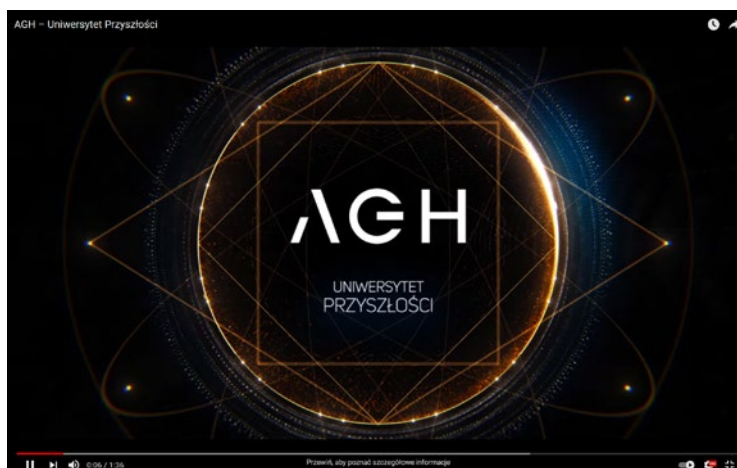 AGH – Uniwersytet Przyszłości
AGH
UNIWERSYTET
PRZYSZŁOŚCI
0:06 / 1:36
Przewiń, aby poznać szczegółowe informacje